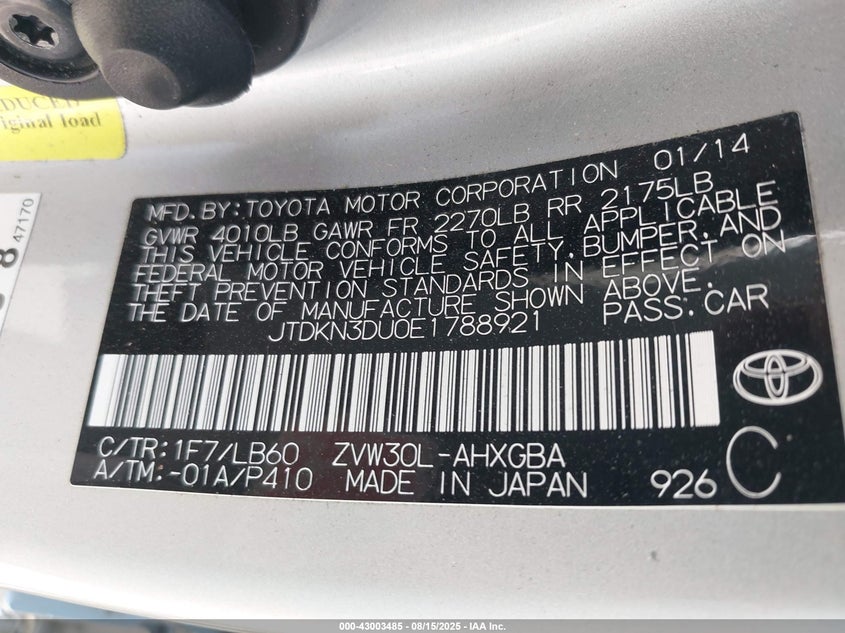 DUCED
iginal load
47170
8
MFD. BY: TOYOTA MOTOR CORPORATION 01/14
GVWR 4010LB GAWR FR 2270LB RR 2175LB
THIS VEHICLE CONFORMS TO ALL APPLICABLE
FEDERAL MOTOR VEHICLE SAFETY, BUMPER, AND
THEFT PREVENTION STANDARDS IN EFFECT ON
THE DATE OF MANUFACTURE SHOWN ABOVE.
JTDKN3DU0E1788921 PASS. CAR
C/TR: 1F7/LB60 ZVW30L-AHXGBA
A/TM: -01A/P410 MADE IN JAPAN 926 C
000-43003485 - 08/15/2025 - IAA Inc.